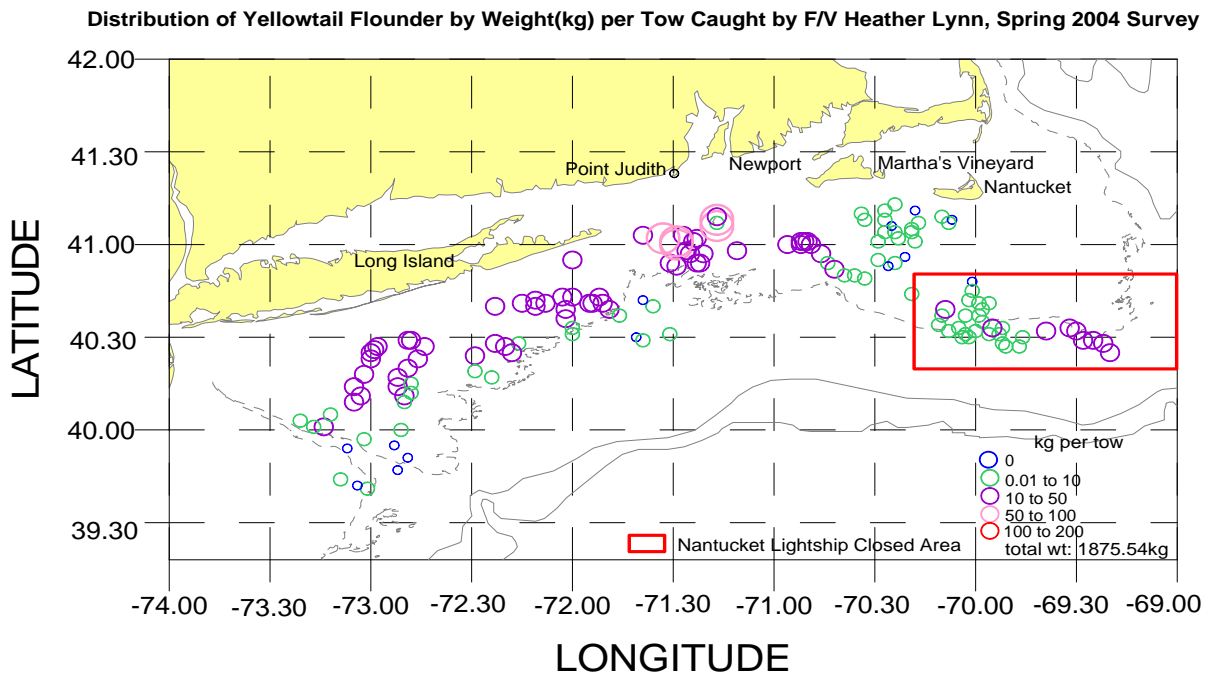 Distribution of Yellowtail Flounder by Weight(kg) per Tow Caught by F/V Heather Lynn, Spring 2004 Survey
42.00
41.30
41.00
40.30
40.00
39.30
LATITUDE
Point Judith
Newport
Martha's Vineyard
Nantucket
Long Island
kg per tow
0
0.01 to 10
10 to 50
50 to 100
100 to 200
total wt: 1875.54kg
Nantucket Lightship Closed Area
-74.00 -73.30 -73.00 -72.30 -72.00 -71.30 -71.00 -70.30 -70.00 -69.30 -69.00
LONGITUDE